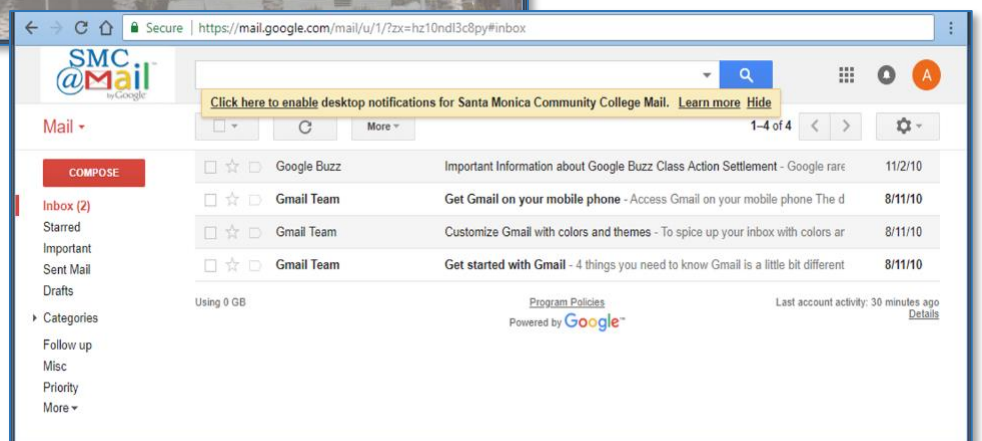 Secure | https://mail.google.com/mail/u/1/?zx=hz10ndl3c8py#inbox
SMC
@Mail
by Google
A
Click here to enable desktop notifications for Santa Monica Community College Mail. Learn more Hide
Mail
More
1–4 of 4
COMPOSE
Inbox (2)
Starred
Important
Sent Mail
Drafts
Categories
Follow up
Misc
Priority
More
Google Buzz Important Information about Google Buzz Class Action Settlement - Google rare 11/2/10
Gmail Team Get Gmail on your mobile phone - Access Gmail on your mobile phone The d 8/11/10
Gmail Team Customize Gmail with colors and themes - To spice up your inbox with colors ar 8/11/10
Gmail Team Get started with Gmail - 4 things you need to know Gmail is a little bit different 8/11/10
Using 0 GB
Program Policies
Powered by Google™
Last account activity: 30 minutes ago
Details